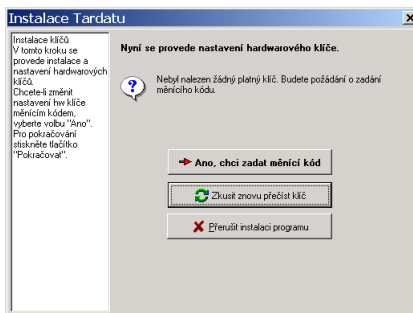 Instalace Tardatu
Instalace klíčů
V tomto kroku se
provede instalace a
nastavení hardwarových
klíčů.
Chcete-li změnit
nastavení hw klíče
měnícím kódem,
vyberte volbu "Ano".
Pro pokračování
stiskněte tlačítko
"Pokračovat".
Nyní se provede nastavení hardwarového klíče.
Nebyl nalezen žádný platný klíč. Budete požádání o zadání
měnícího kódu.
Ano, chci zadat měnící kód
Zkusit znovu přečíst klíč
Přerušit instalaci programu